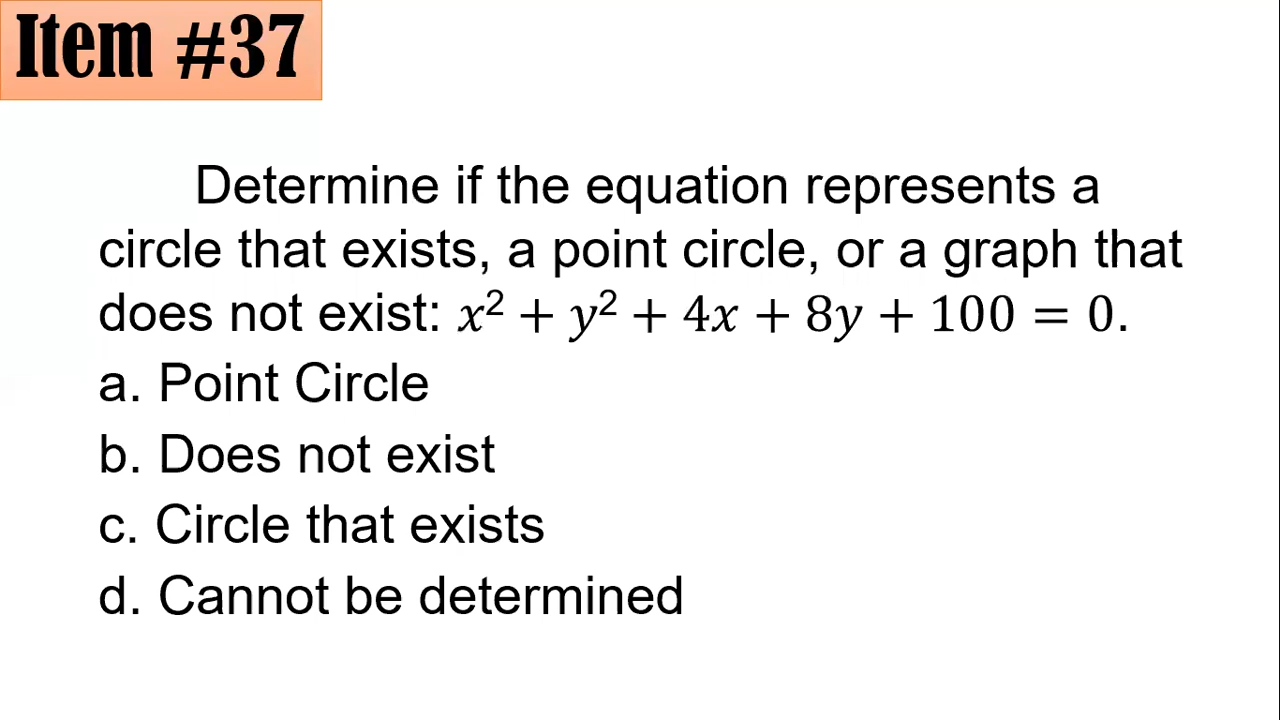 Item #37
Determine if the equation represents a
circle that exists, a point circle, or a graph that
does not exist: x² + y² + 4x + 8y + 100 = 0.
a. Point Circle
b. Does not exist
c. Circle that exists
d. Cannot be determined